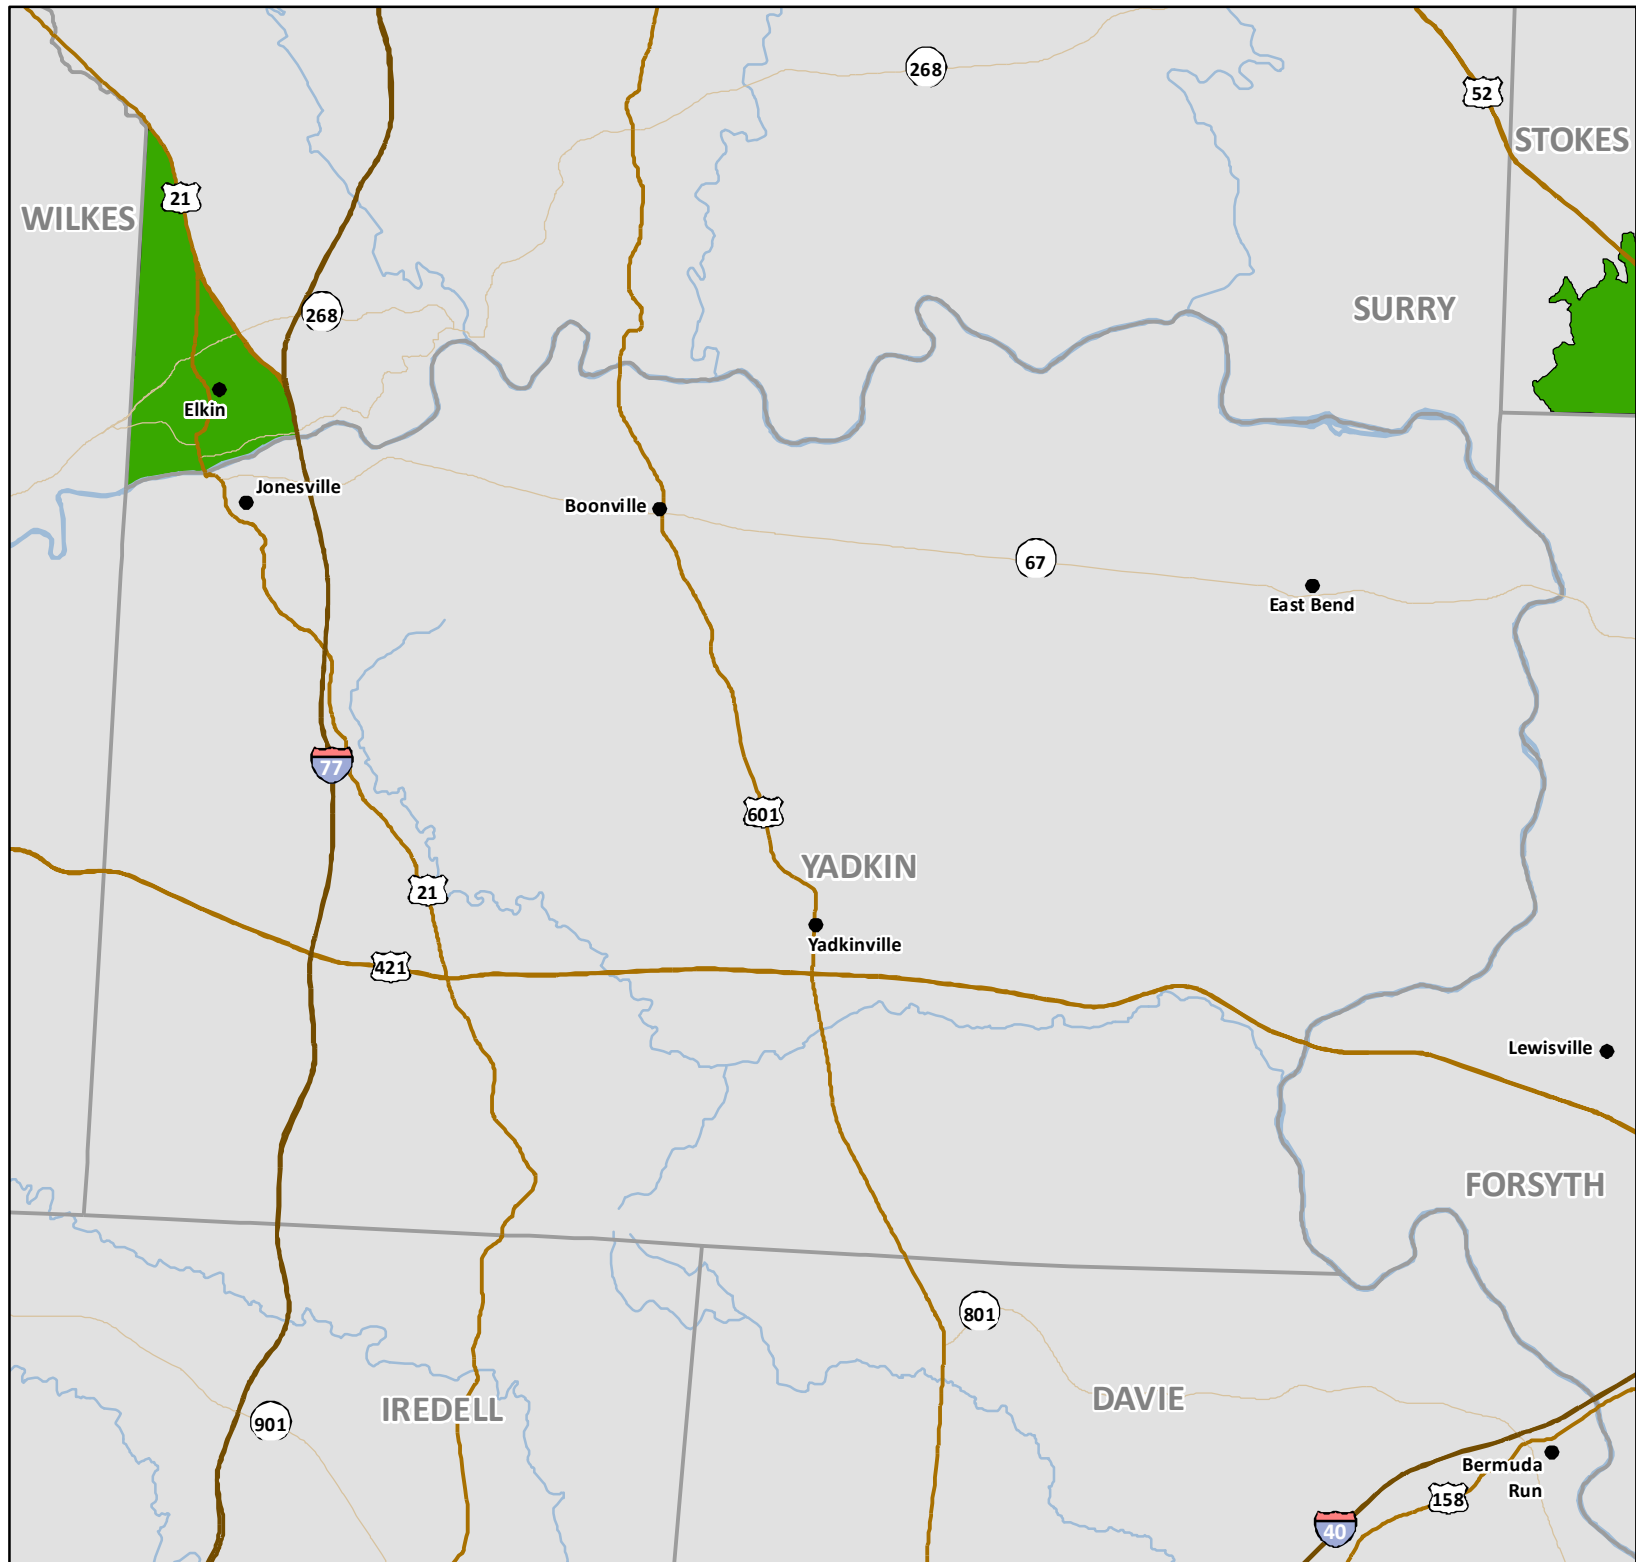 268
52
STOKES
21
WILKES
268
SURRY
Elkin
Jonesville
Boonville
67
East Bend
77
601
YADKIN
21
Yadkinville
421
Lewisville
FORSYTH
801
DAVIE
IREDELL
901
Bermuda
Run
158
40